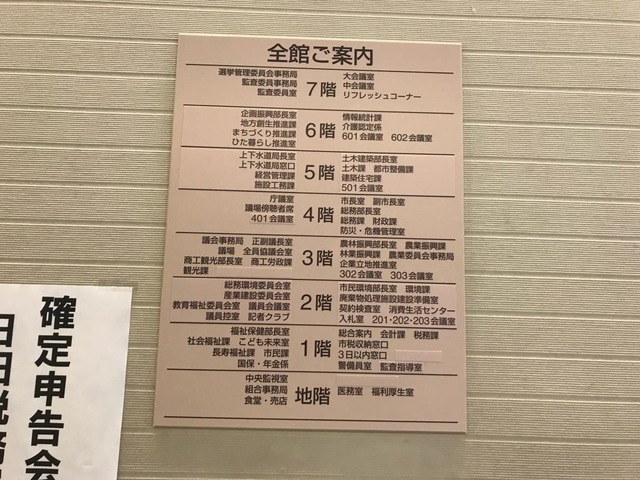 全館ご案内
選挙管理委員会事務局
監査委員事務局
監査委員室
7階
大会議室
中会議室
リフレッシュコーナー
企画振興部長室
地方創生推進課
まちづくり推進課
ひた暮らし推進室
6階
情報統計課
介護認定係
601会議室 602会議室
上下水道局長室
上下水道局窓口
経営管理課
施設工務課
5階
土木建築部長室
土木課 都市整備課
建築住宅課
501会議室
庁議室
議場傍聴者席
401会議室
4階
市長室 副市長室
総務部長室
総務課 財政課
防災・危機管理室
議会事務局 正副議長室
議場 全員協議会室
商工観光部長室 商工労政課
観光課
3階
農林振興部長室 農業振興課
林業振興課 農業委員会事務局
企業立地推進室
302会議室 303会議室
総務環境委員会室
産業建設委員会室
教育福祉委員会室 議員会議室
議員控室 記者クラブ
2階
市民環境部長室 環境課
廃棄物処理施設建設準備室
契約検査室 消費生活センター
入札室 201・202・203会議室
福祉保健部長室
社会福祉課 こども未来室
長寿福祉課 市民課
国保・年金係
1階
総合案内 会計課 税務課
市税収納窓口
3日以内窓口
警備員室 監査指導室
中央監視室
組合事務局
食堂・売店
地階
医務室 福利厚生室
確定申告会
日田税務